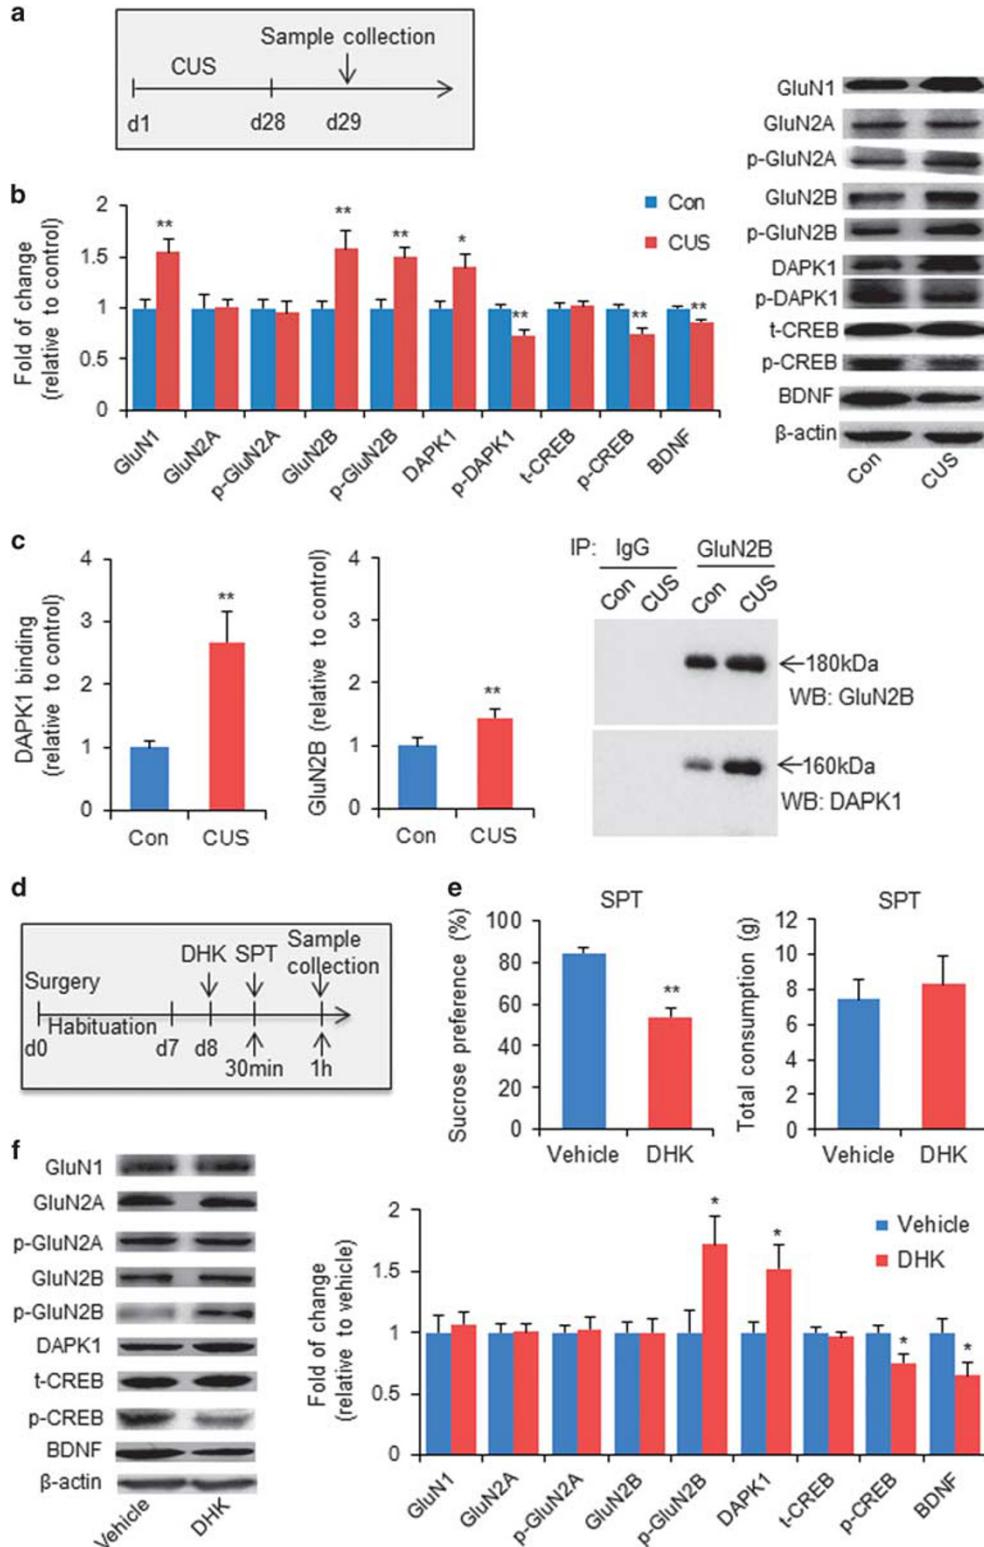 a
Sample collection
CUS
d1 d28 d29
GluN1
GluN2A
p-GluN2A
GluN2B
p-GluN2B
DAPK1
p-DAPK1
t-CREB
p-CREB
BDNF
β-actin
Con CUS
b
Fold of change
(relative to control)
2
1.5
1
0.5
0
** ** ** * ** ** **
Con
CUS
GluN1 GluN2A p-GluN2A GluN2B p-GluN2B DAPK1 p-DAPK1 t-CREB p-CREB BDNF
c
DAPK1 binding
(relative to control)
4
3
2
1
0
**
Con CUS
GluN2B (relative to control)
4
3
2
1
0
**
Con CUS
IP: IgG GluN2B
Con CUS Con CUS
180kDa
WB: GluN2B
160kDa
WB: DAPK1
d
DHK SPT Sample
collection
Surgery
Habituation
d0 d7 d8 30min 1h
e
SPT
Sucrose preference (%)
100
80
60
40
20
0
**
Vehicle DHK
SPT
Total consumption (g)
12
10
8
6
4
2
0
Vehicle DHK
f
GluN1
GluN2A
p-GluN2A
GluN2B
p-GluN2B
DAPK1
t-CREB
p-CREB
BDNF
β-actin
Vehicle DHK
Fold of change
(relative to vehicle)
2
1.5
1
0.5
0
* * * *
Vehicle
DHK
GluN1 GluN2A p-GluN2A GluN2B p-GluN2B DAPK1 t-CREB p-CREB BDNF